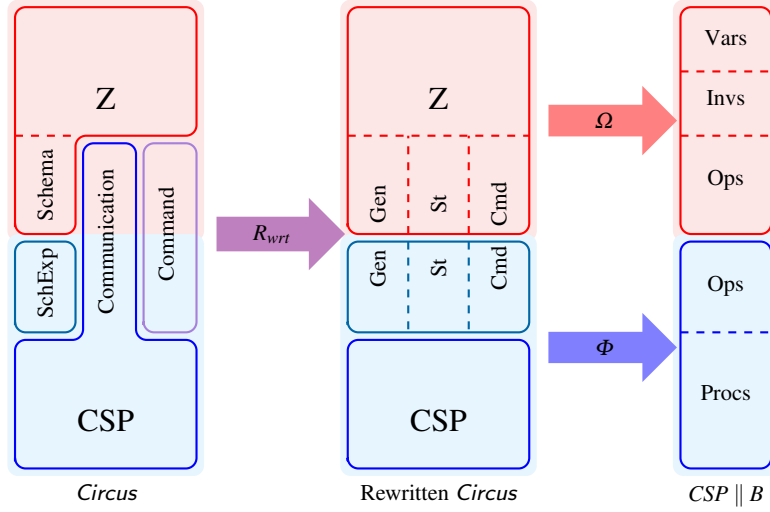 Z
Schema
Communication
Command
SchExp
CSP
Circus
R_wrt
Z
Gen
St
Cmd
Gen
St
Cmd
CSP
Rewritten Circus
Ω
Φ
Vars
Invs
Ops
Ops
Procs
CSP ∥ B